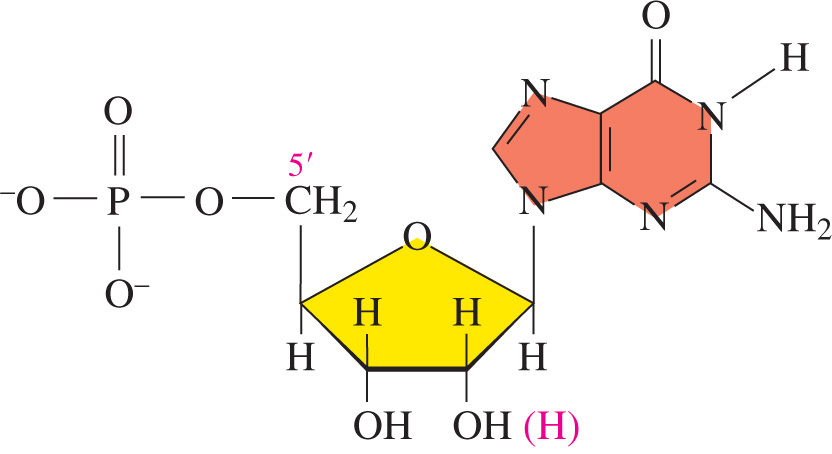 O
H
N
N
O
5′
⁻O P O CH₂ N N NH₂
O
O⁻
H H
H H
OH OH (H)